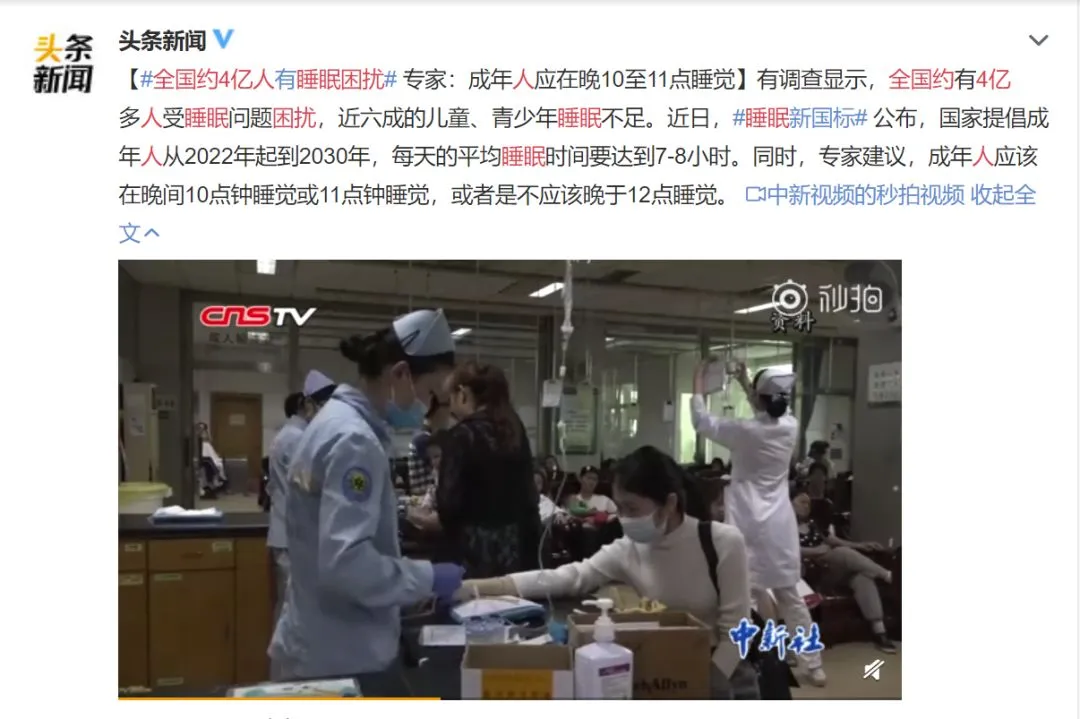 头条
新闻
头条新闻
【#全国约4亿人有睡眠困扰# 专家：成年人应在晚10至11点睡觉】有调查显示，全国约有4亿
多人受睡眠问题困扰，近六成的儿童、青少年睡眠不足。近日，#睡眠新国标# 公布，国家提倡成
年人从2022年起到2030年，每天的平均睡眠时间要达到7-8小时。同时，专家建议，成年人应该
在晚间10点钟睡觉或11点钟睡觉，或者是不应该晚于12点睡觉。 中新视频的秒拍视频 收起全
文
CNSTV
秒拍
资料
中新社